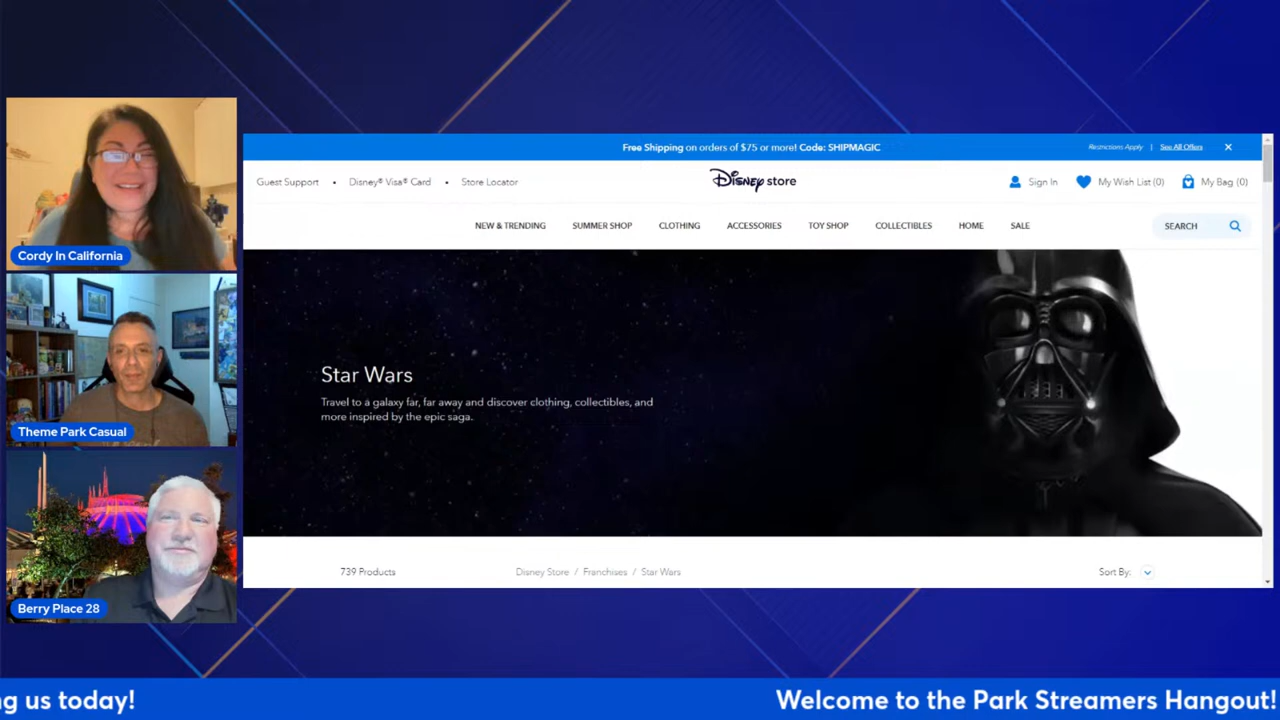 Cordy In California
Theme Park Casual
Berry Place 28
Free Shipping on orders of $75 or more! Code: SHIPMAGIC
Restrictions Apply | See All Offers
Guest Support • Disney® Visa® Card • Store Locator
Disney store
Sign In
My Wish List (0)
My Bag (0)
NEW & TRENDING SUMMER SHOP CLOTHING ACCESSORIES TOY SHOP COLLECTIBLES HOME SALE
SEARCH
Star Wars
Travel to a galaxy far, far away and discover clothing, collectibles, and
more inspired by the epic saga.
739 Products
Disney Store / Franchises / Star Wars
Sort By:
ng us today! Welcome to the Park Streamers Hangout!